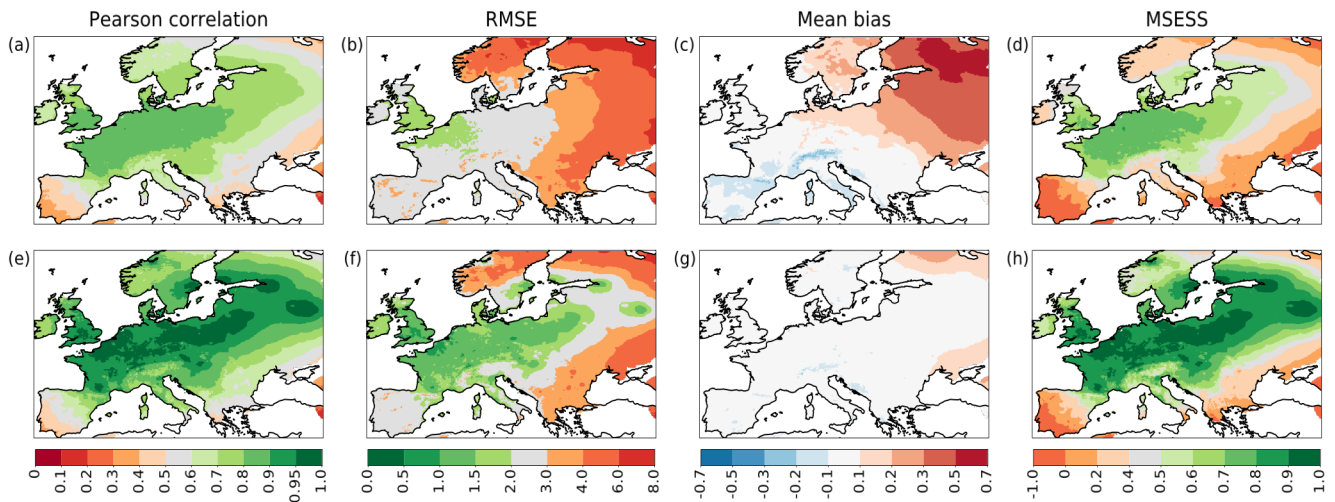 Pearson correlation RMSE Mean bias MSESS
(a) (b) (c) (d)
(e) (f) (g) (h)
0 0.1 0.2 0.3 0.4 0.5 0.6 0.7 0.8 0.9 0.95 1.0
0.0 0.5 1.0 1.5 2.0 3.0 4.0 6.0 8.0
-0.7 -0.5 -0.3 -0.2 -0.1 0.1 0.2 0.3 0.5 0.7
-1.0 0 0.2 0.4 0.5 0.6 0.7 0.8 0.9 1.0